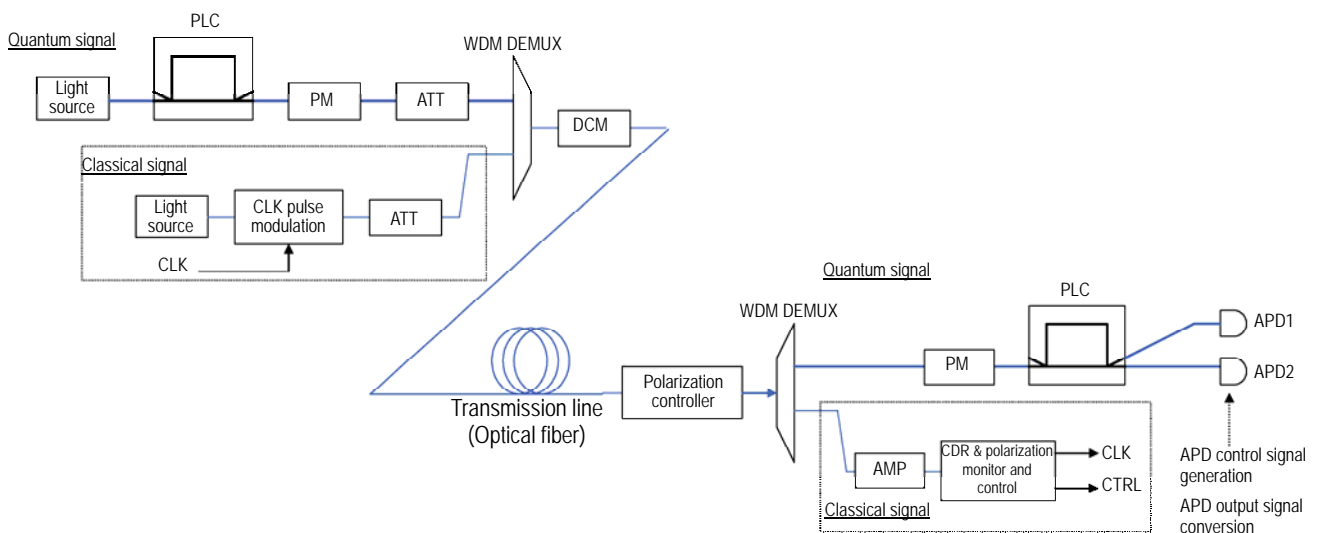 PLC
Quantum signal
WDM DEMUX
Light
source
PM
ATT
DCM
Classical signal
Light
source
CLK pulse
modulation
ATT
CLK
Quantum signal
PLC
WDM DEMUX
APD1
PM
APD2
Polarization
controller
Transmission line
(Optical fiber)
AMP
CDR & polarization
monitor and
control
CLK
CTRL
Classical signal
APD control signal
generation
APD output signal
conversion